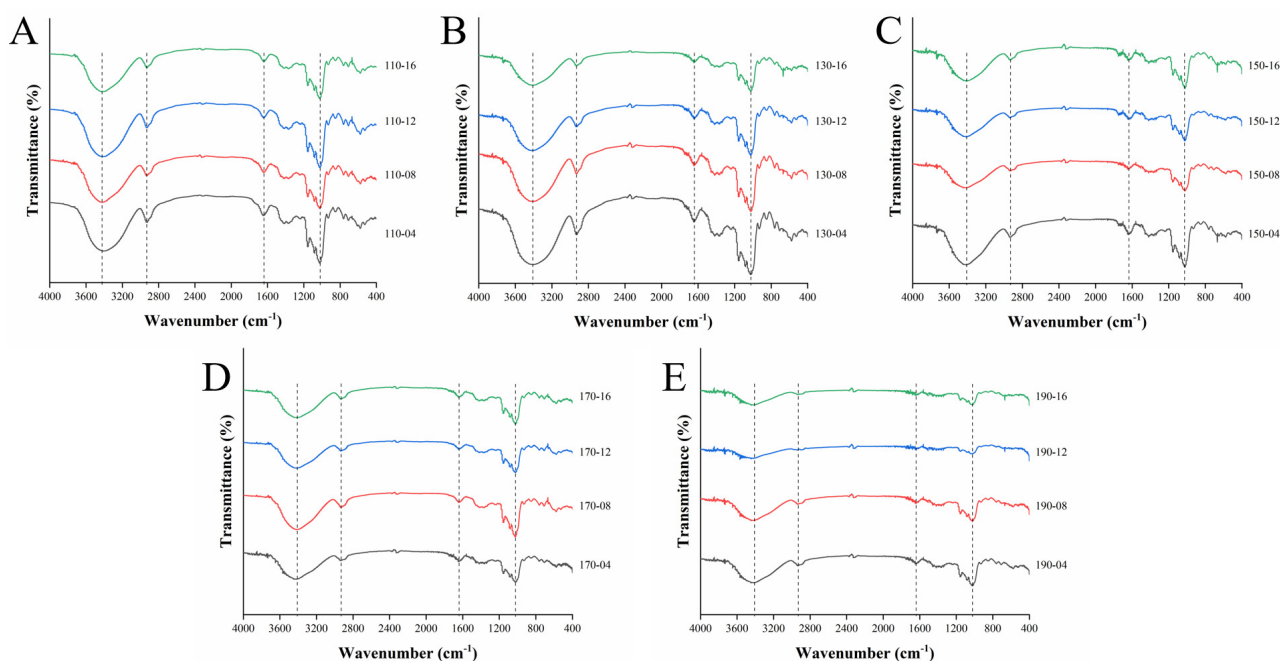 A
Transmittance (%)
110-16
110-12
110-08
110-04
4000 3600 3200 2800 2400 2000 1600 1200 800 400
Wavenumber (cm⁻¹)
B
Transmittance (%)
130-16
130-12
130-08
130-04
4000 3600 3200 2800 2400 2000 1600 1200 800 400
Wavenumber (cm⁻¹)
C
Transmittance (%)
150-16
150-12
150-08
150-04
4000 3600 3200 2800 2400 2000 1600 1200 800 400
Wavenumber (cm⁻¹)
D
Transmittance (%)
170-16
170-12
170-08
170-04
4000 3600 3200 2800 2400 2000 1600 1200 800 400
Wavenumber (cm⁻¹)
E
Transmittance (%)
190-16
190-12
190-08
190-04
4000 3600 3200 2800 2400 2000 1600 1200 800 400
Wavenumber (cm⁻¹)